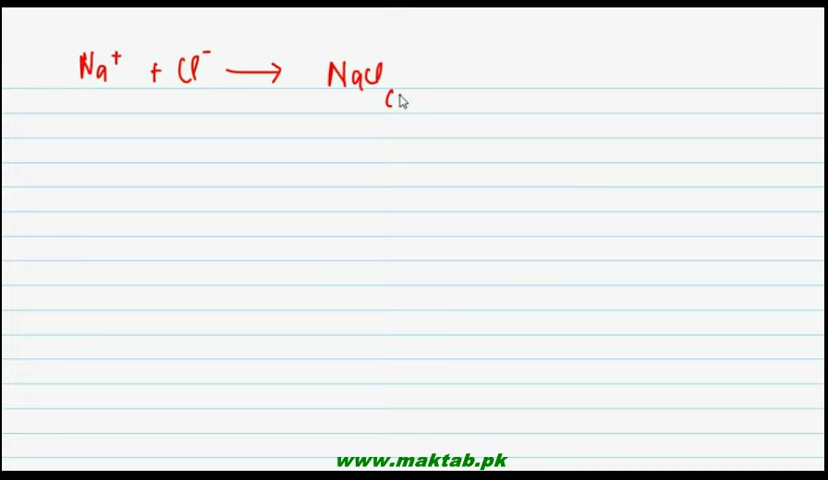 Na⁺ + Cl⁻ → NaCl (
www.maktab.pk